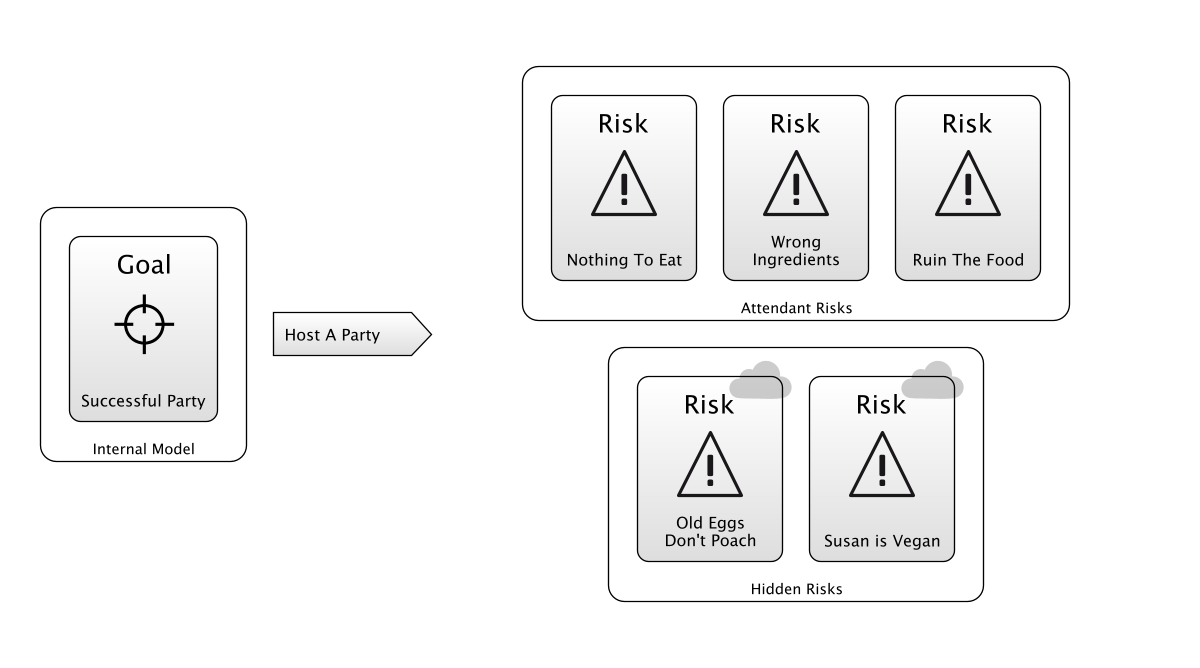 Goal
Successful Party
Internal Model
Host A Party
Risk
Nothing To Eat
Risk
Wrong
Ingredients
Risk
Ruin The Food
Attendant Risks
Risk
Old Eggs
Don't Poach
Risk
Susan is Vegan
Hidden Risks